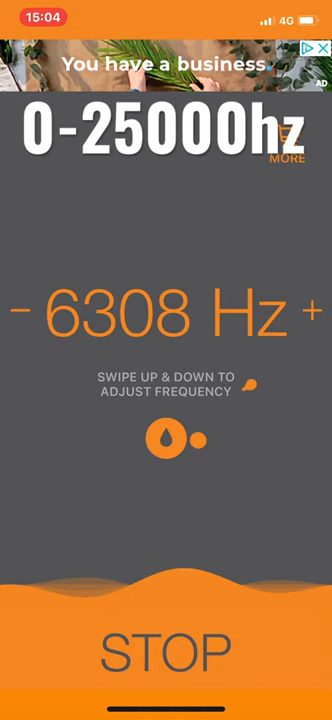 15:04
4G
You have a business.
AD
0-25000hz
MORE
- 6308 Hz +
SWIPE UP & DOWN TO
ADJUST FREQUENCY
STOP